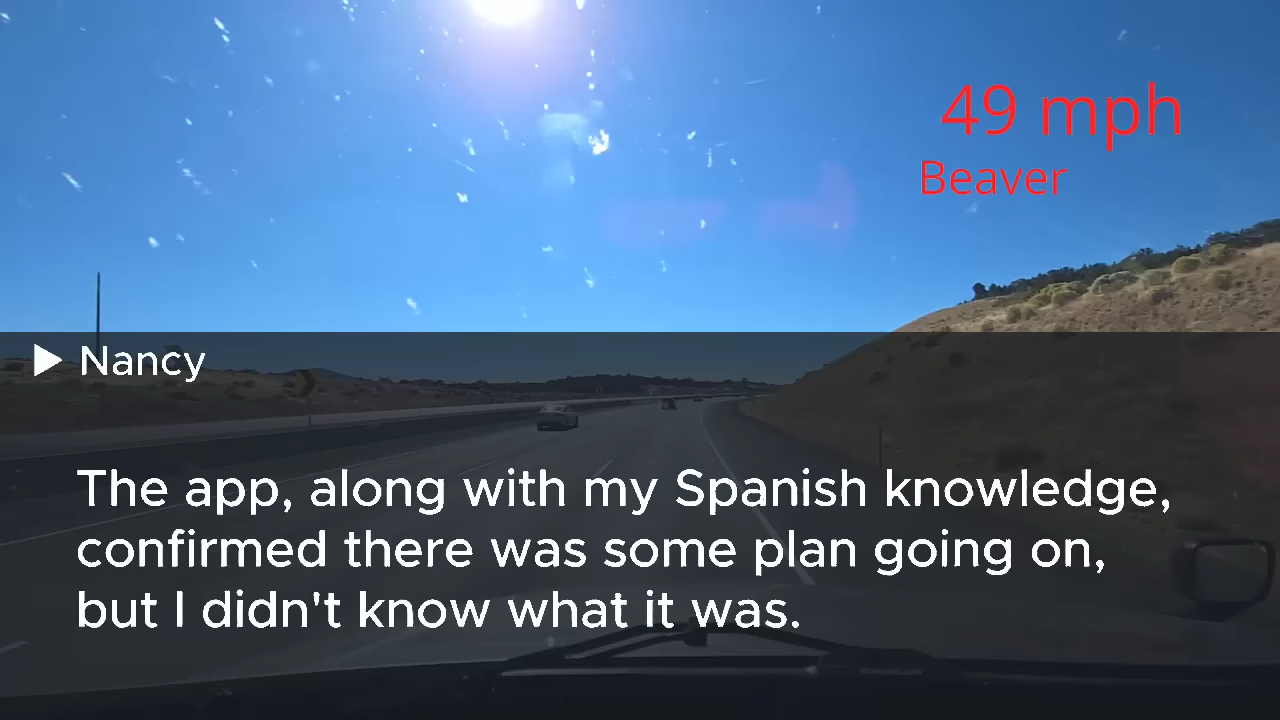 49 mph
Beaver
Nancy
The app, along with my Spanish knowledge,
confirmed there was some plan going on,
but I didn't know what it was.